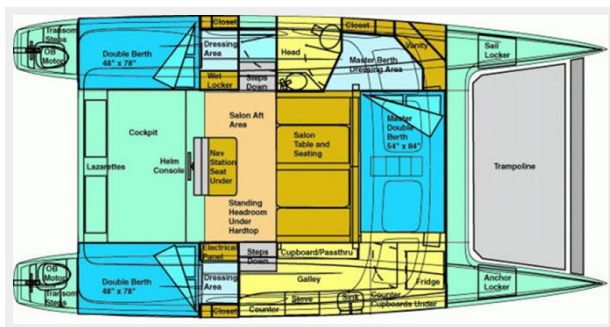 Transom
Steps
OB
Motor
Double Berth
48" x 78"
Closet
Dressing
Area
Wet
Locker
Steps
Down
Head
Closet
Master Berth
Dressing Area
Vanity
Sail
Locker
Cockpit
Lazarettes
Helm
Console
Nav
Station
Seat
Under
Salon Aft
Area
Standing
Headroom
Under
Hardtop
Salon
Table and
Seating
Master
Double
Berth
54" x 84"
Trampoline
OB
Motor
Transom
Steps
Double Berth
48" x 78"
Electrical
Panel
Dressing
Area
Closet
Steps
Down
Cupboard/Passthru
Galley
Counter
Stove
Sink
Counter
Cupboards Under
Fridge
Anchor
Locker